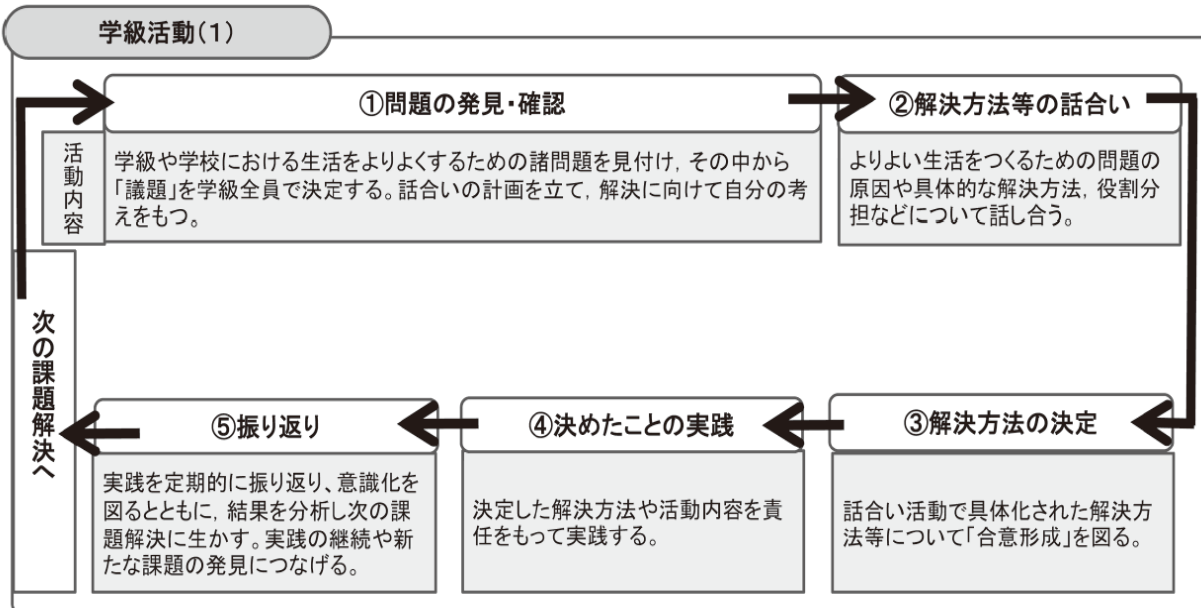 学級活動(1)
①問題の発見・確認
②解決方法等の話合い
活動内容
学級や学校における生活をよりよくするための諸問題を見付け，その中から
「議題」を学級全員で決定する。話合いの計画を立て，解決に向けて自分の考
えをもつ。
よりよい生活をつくるための問題の
原因や具体的な解決方法，役割分
担などについて話し合う。
③解決方法の決定
話合い活動で具体化された解決方
法等について「合意形成」を図る。
④決めたことの実践
決定した解決方法や活動内容を責
任をもって実践する。
⑤振り返り
実践を定期的に振り返り、意識化を
図るとともに，結果を分析し次の課
題解決に生かす。実践の継続や新
たな課題の発見につなげる。
次の課題解決へ